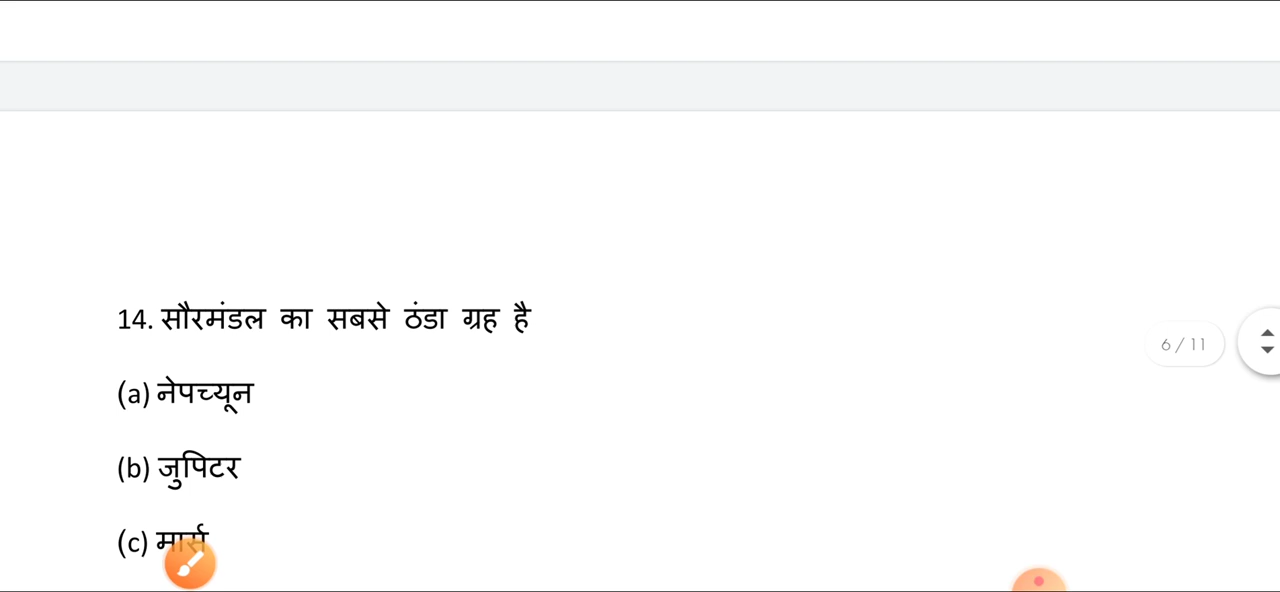 14. सौरमंडल का सबसे ठंडा ग्रह है
6 / 11
(a) नेपच्यून
(b) जुपिटर
(c) मार्स